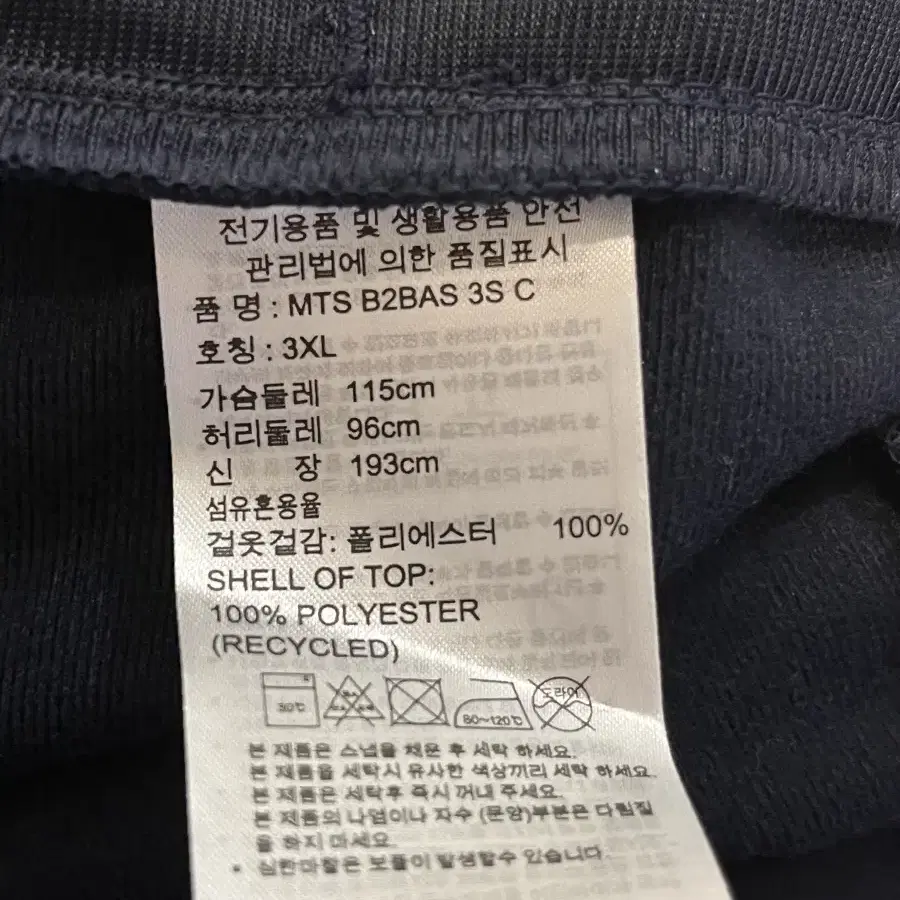 전기용품 및 생활용품 안전
관리법에 의한 품질표시
품 명 : MTS B2BAS 3S C
호칭 : 3XL
가슴둘레 115cm
허리둘레 96cm
신 장 193cm
섬유혼용율
겉옷겉감: 폴리에스터 100%
SHELL OF TOP:
100% POLYESTER
(RECYCLED)
30℃
80~120℃
드라이
본 제품은 스냅을 채운 후 세탁 하세요.
본 제품을 세탁시 유사한 색상끼리 세탁 하세요.
본 제품은 세탁후 즉시 꺼내 주세요.
본 제품의 나염이나 자수 (문양)부분은 다림질
을 하지 마세요.
• 심한마찰은 보풀이 발생할수 있습니다.